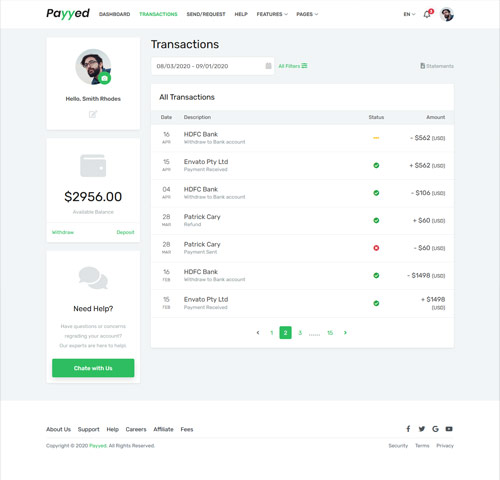 Payyed
DASHBOARD TRANSACTIONS SEND/REQUEST HELP FEATURES PAGES
EN
3
Hello, Smith Rhodes
$2956.00
Available Balance
Withdraw Deposit
Need Help?
Have questions or concerns
regrading your account?
Our experts are here to help!.
Chate with Us
Transactions
08/03/2020 - 09/01/2020 All Filters Statements
All Transactions
Date Description Status Amount
16 APR HDFC Bank - $562 (USD)
Withdraw to Bank account
15 APR Envato Pty Ltd + $562 (USD)
Payment Received
04 APR HDFC Bank - $106 (USD)
Withdraw to Bank account
28 MAR Patrick Cary + $60 (USD)
Refund
28 MAR Patrick Cary - $60 (USD)
Payment Sent
16 FEB HDFC Bank - $1498 (USD)
Withdraw to Bank account
15 FEB Envato Pty Ltd + $1498 (USD)
Payment Received
1 2 3 ...... 15
About Us Support Help Careers Affiliate Fees
Copyright © 2020 Payyed. All Rights Reserved. Security Terms Privacy